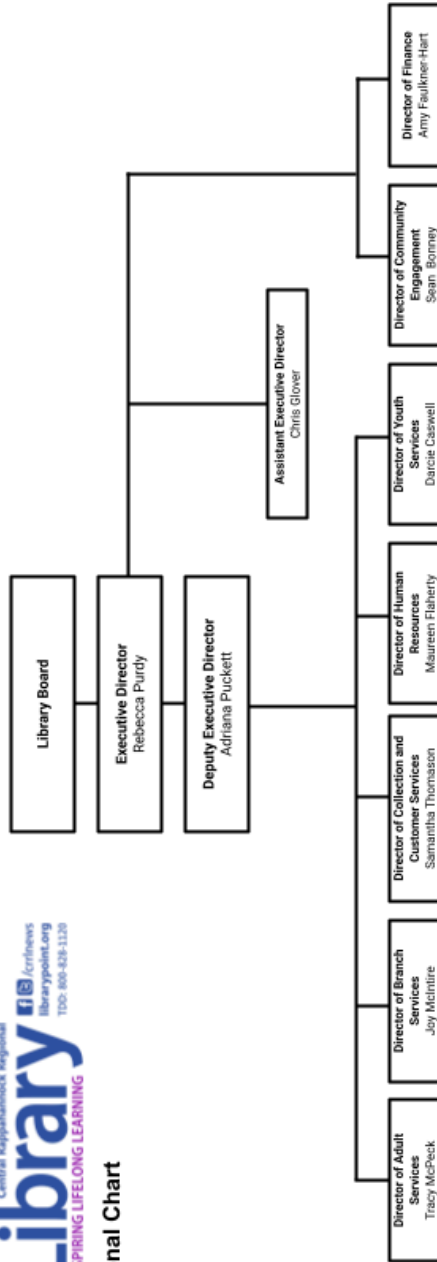 Central Rappahannock Regional
Library
/crrlnews
librarypoint.org
TDD: 800-828-1120
SPIRING LIFELONG LEARNING
nal Chart
Library Board
Executive Director
Rebecca Purdy
Deputy Executive Director
Adriana Puckett
Assistant Executive Director
Chris Glover
Director of Adult
Services
Tracy McPeck
Director of Branch
Services
Joy McIntire
Director of Collection and
Customer Services
Samantha Thomason
Director of Human
Resources
Maureen Flaherty
Director of Youth
Services
Darcie Caswell
Director of Community
Engagement
Sean Bonney
Director of Finance
Amy Faulkner-Hart